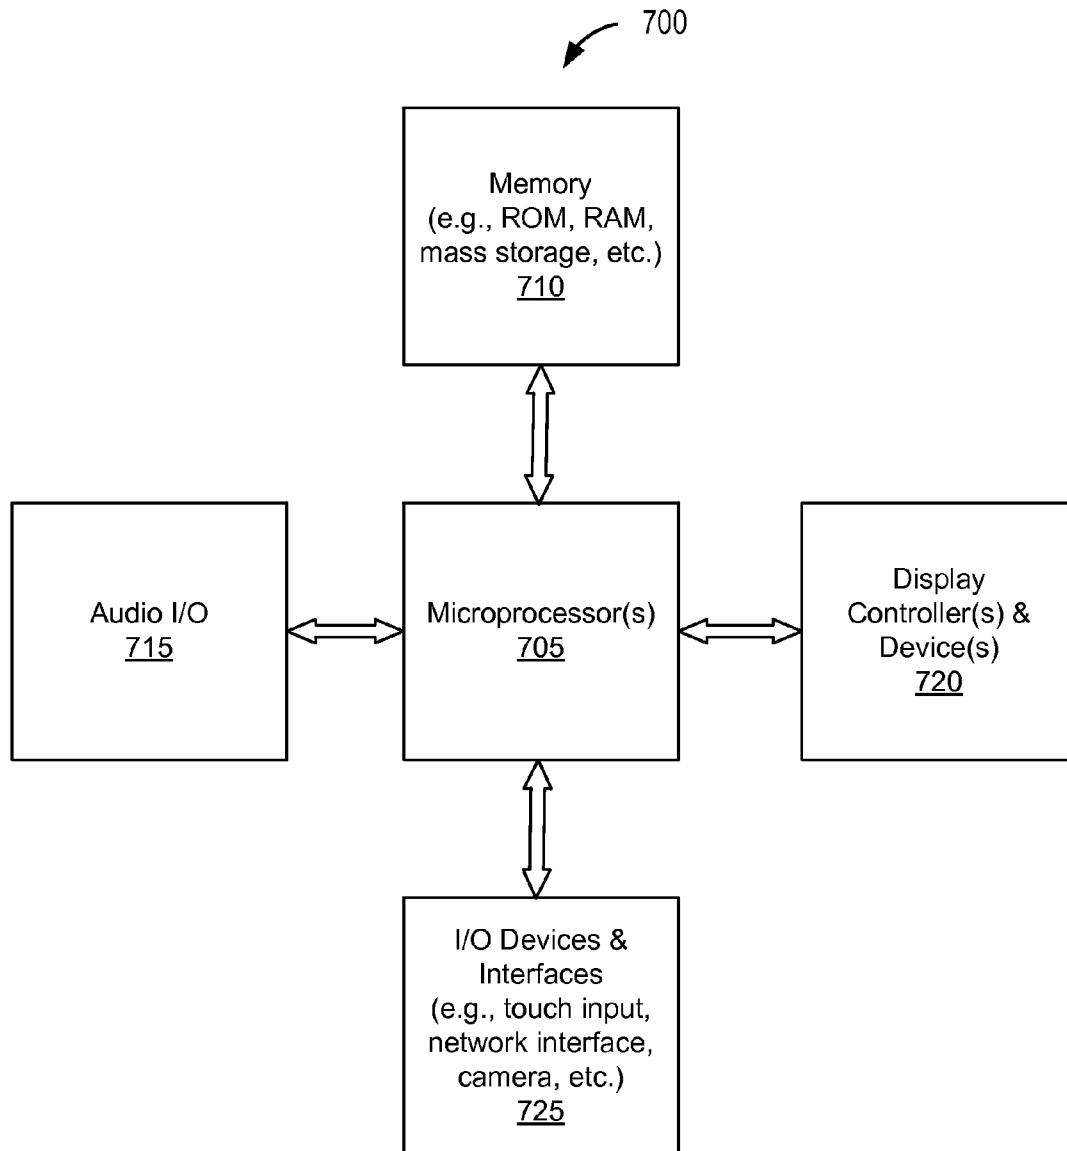 700
Memory
(e.g., ROM, RAM,
mass storage, etc.)
710
Audio I/O
715
Microprocessor(s)
705
Display
Controller(s) &
Device(s)
720
I/O Devices &
Interfaces
(e.g., touch input,
network interface,
camera, etc.)
725